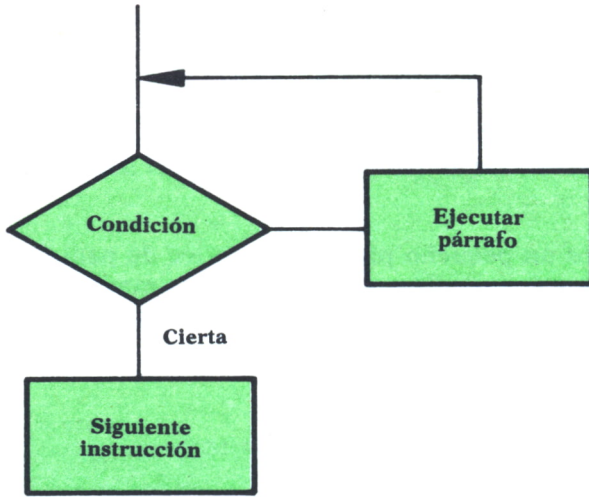 Condición
Ejecutar
párrafo
Cierta
Siguiente
instrucción